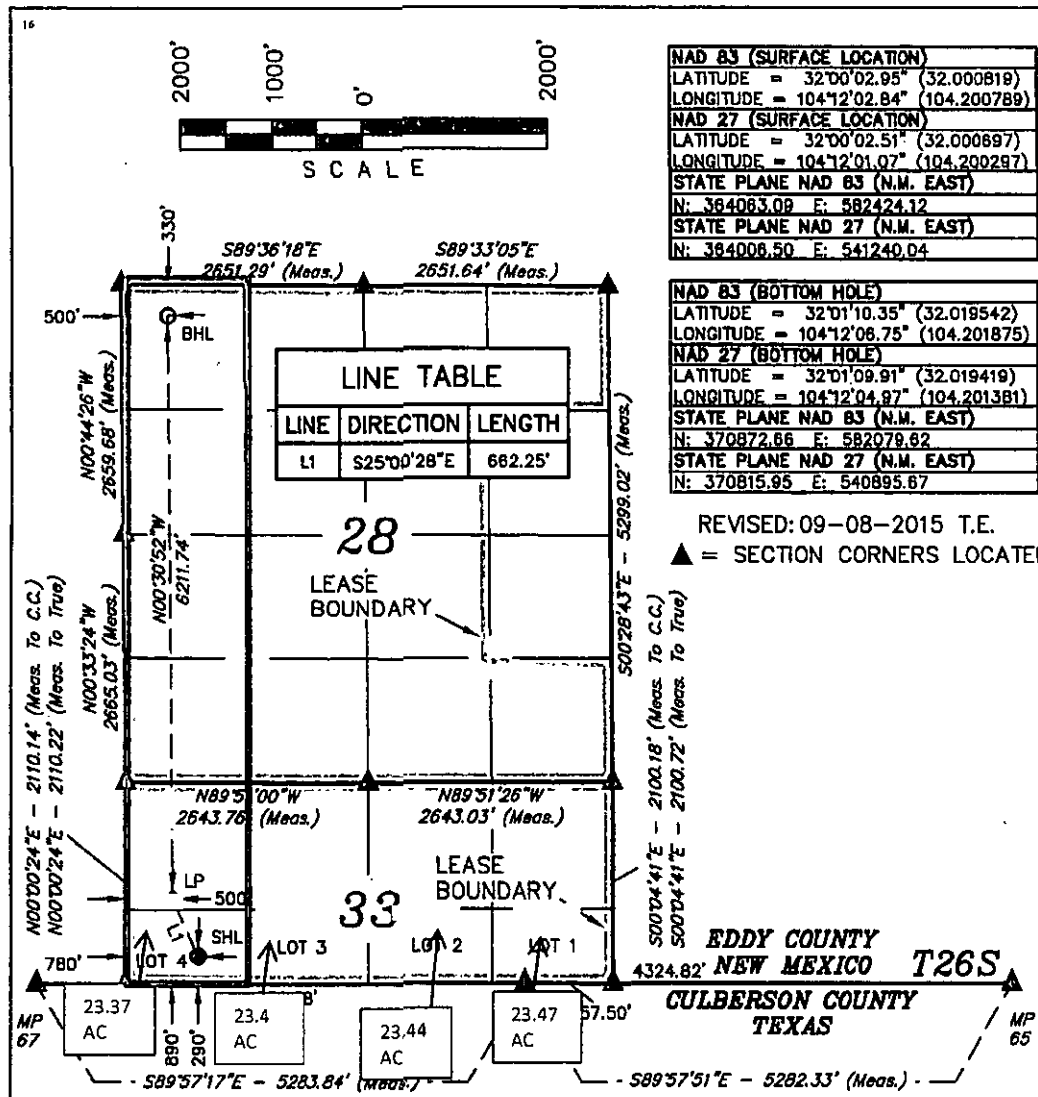 16
2000'
1000'
0'
2000'
SCALE
NAD 83 (SURFACE LOCATION)
LATITUDE = 32°00'02.95" (32.000819)
LONGITUDE = 104°12'02.84" (104.200789)
NAD 27 (SURFACE LOCATION)
LATITUDE = 32°00'02.51" (32.000697)
LONGITUDE = 104°12'01.07" (104.200297)
STATE PLANE NAD 83 (N.M. EAST)
N: 364063.09 E: 582424.12
STATE PLANE NAD 27 (N.M. EAST)
N: 364006.50 E: 541240.04
NAD 83 (BOTTOM HOLE)
LATITUDE = 32°01'10.35" (32.019542)
LONGITUDE = 104°12'06.75" (104.201875)
NAD 27 (BOTTOM HOLE)
LATITUDE = 32°01'09.91" (32.019419)
LONGITUDE = 104°12'04.97" (104.201381)
STATE PLANE NAD 83 (N.M. EAST)
N: 370872.66 E: 582079.62
STATE PLANE NAD 27 (N.M. EAST)
N: 370815.95 E: 540895.67
REVISED: 09-08-2015 T.E.
▲ = SECTION CORNERS LOCATE
330'
S89°36'18"E
2651.29' (Meas.)
S89°33'05"E
2651.64' (Meas.)
500'
BHL
LINE TABLE
LINE DIRECTION LENGTH
L1 S25°00'28"E 662.25'
N00°44'26"W
2659.68' (Meas.)
N00°30'52"W
6211.74'
28
LEASE
BOUNDARY
S00°28'43"E - 5299.02' (Meas.)
N00°33'24"W
2665.03' (Meas.)
N00°00'24"E - 2110.14' (Meas. To C.C.)
N00°00'24"E - 2110.22' (Meas. To True)
S00°04'41"E - 2100.18' (Meas. To C.C.)
S00°04'41"E - 2100.72' (Meas. To True)
2643.76' (Meas.)
N89°51'26"W
2643.03' (Meas.)
LP
500'
33
LEASE
BOUNDARY
SHL
LOT 4
LOT 3
LOT 2
LOT 1
780'
4324.82'
EDDY COUNTY
NEW MEXICO
T26S
CULBERSON COUNTY
TEXAS
MP
67
23.37
AC
890'
290'
23.4
AC
8'
23.44
AC
23.47
AC
57.50'
MP
65
S89°57'17"E - 5283.84' (Meas.)
S89°57'51"E - 5282.33' (Meas.)